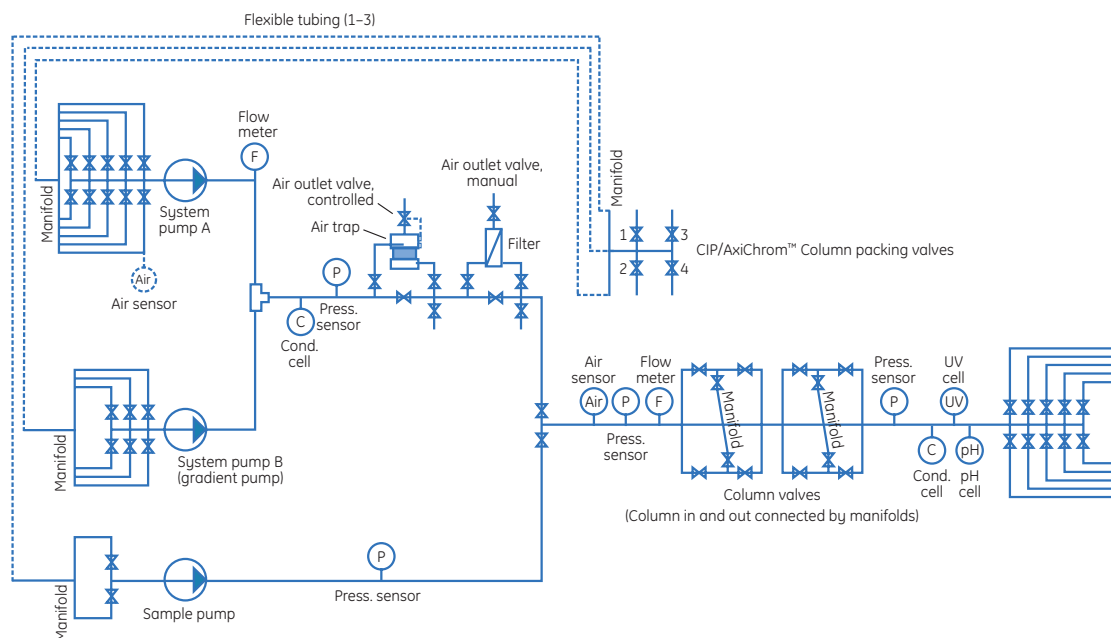 Flexible tubing (1–3)
Flow
meter
F
Manifold
System
pump A
Air
Air sensor
Air outlet valve,
controlled
Air trap
Air outlet valve,
manual
Filter
Manifold
1
2
3
4
CIP/AxiChrom™ Column packing valves
P
Press.
sensor
C
Cond.
cell
Manifold
System pump B
(gradient pump)
Air
sensor
Air
P
Press.
sensor
Flow
meter
F
Manifold
Manifold
Column valves
(Column in and out connected by manifolds)
Press.
sensor
P
UV
cell
UV
C
Cond.
cell
pH
pH
cell
Manifold
Sample pump
P
Press. sensor